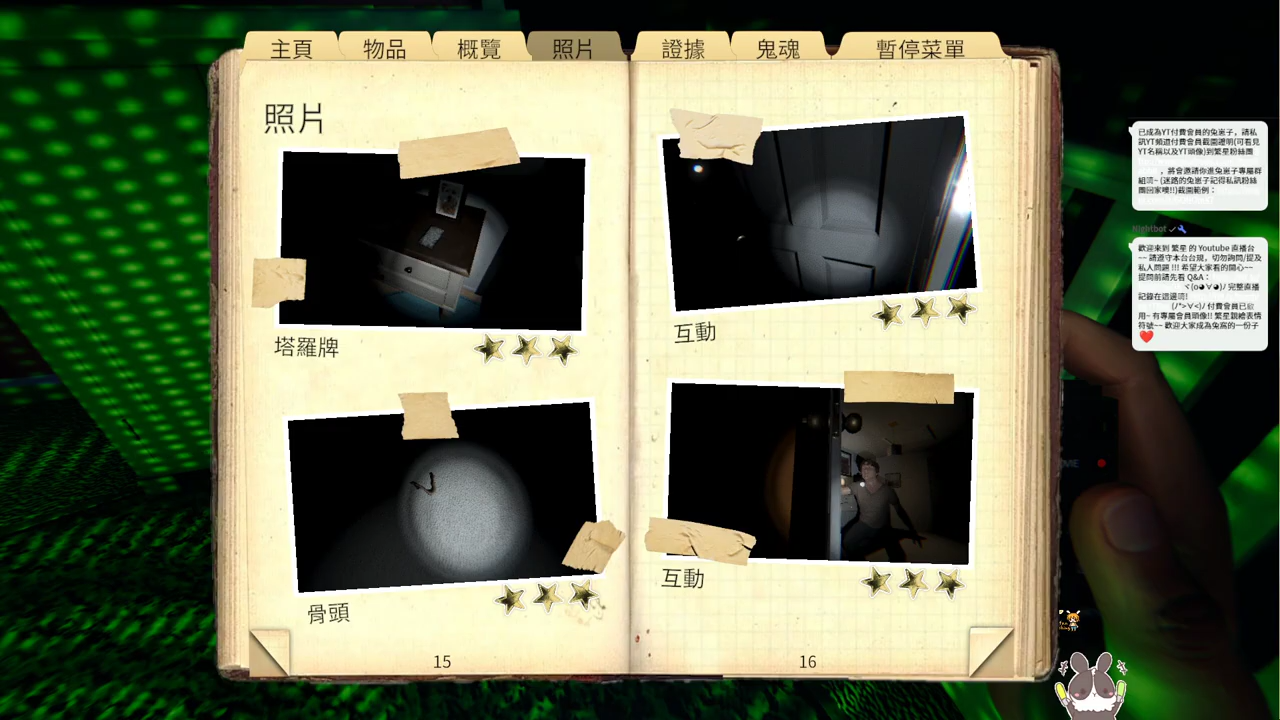 主頁
物品
概覽
照片
證據
鬼魂
暫停菜單
照片
塔羅牌
骨頭
15
互動
互動
16
已成為YT付費會員的兔崽子，請私
訊YT頻道付費會員截圖證明(可看見
YT名稱以及YT頭像)到繁星粉絲團
，將會邀請你進兔崽子專屬群
組唷~ (迷路的兔崽子記得私訊粉絲
團回家噢!!)截圖範例：
Nightbot
歡迎來到 繁星 的 Youtube 直播台
~~ 請遵守本台台規，切勿詢問/提及
私人問題 !!! 希望大家看的開心~~
提問前請先看 Q&A：
ヾ(o◕∀◕)ﾉ 完整直播
記錄在這邊唷!
(/*>∀<)/ 付費會員已啟
用~ 有專屬會員頭像!! 繁星親繪表情
符號~~ 歡迎大家成為兔窩的一份子
❤️